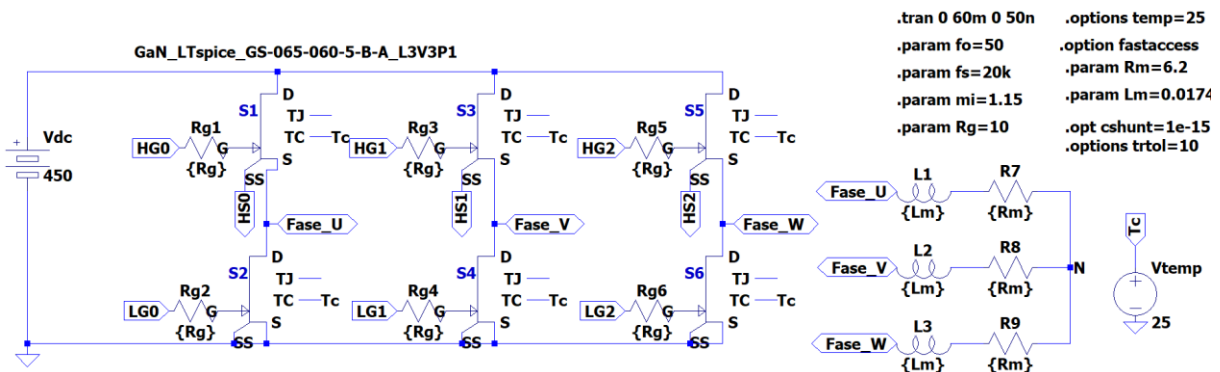 .tran 0 60m 0 50n .options temp=25
GaN_LTspice_GS-065-060-5-B-A_L3V3P1 .param fo=50 .option fastaccess
.param fs=20k .param Rm=6.2
.param mi=1.15 .param Lm=0.0174
.param Rg=10 .opt cshunt=1e-15
.options trtol=10
D D D
S1 S3 S5
Vdc Rg1 TJ Rg3 TJ Rg5 TJ
+ TC Tc TC Tc TC Tc
HG0 G HG1 G HG2 G
{Rg} S {Rg} S {Rg} S
450 SS SS SS
HS0 HS1 HS2
Fase_U Fase_V Fase_W
Fase_U L1 R7
{Lm} {Rm}
Tc
D D D
S2 S4 S6
Rg2 TJ Rg4 TJ Rg6 TJ
TC Tc TC Tc TC Tc
LG0 G LG1 G LG2 G
{Rg} S {Rg} S {Rg} S
SS SS SS
Fase_V L2 R8 N
{Lm} {Rm}
Vtemp
+
25
Fase_W L3 R9
{Lm} {Rm}